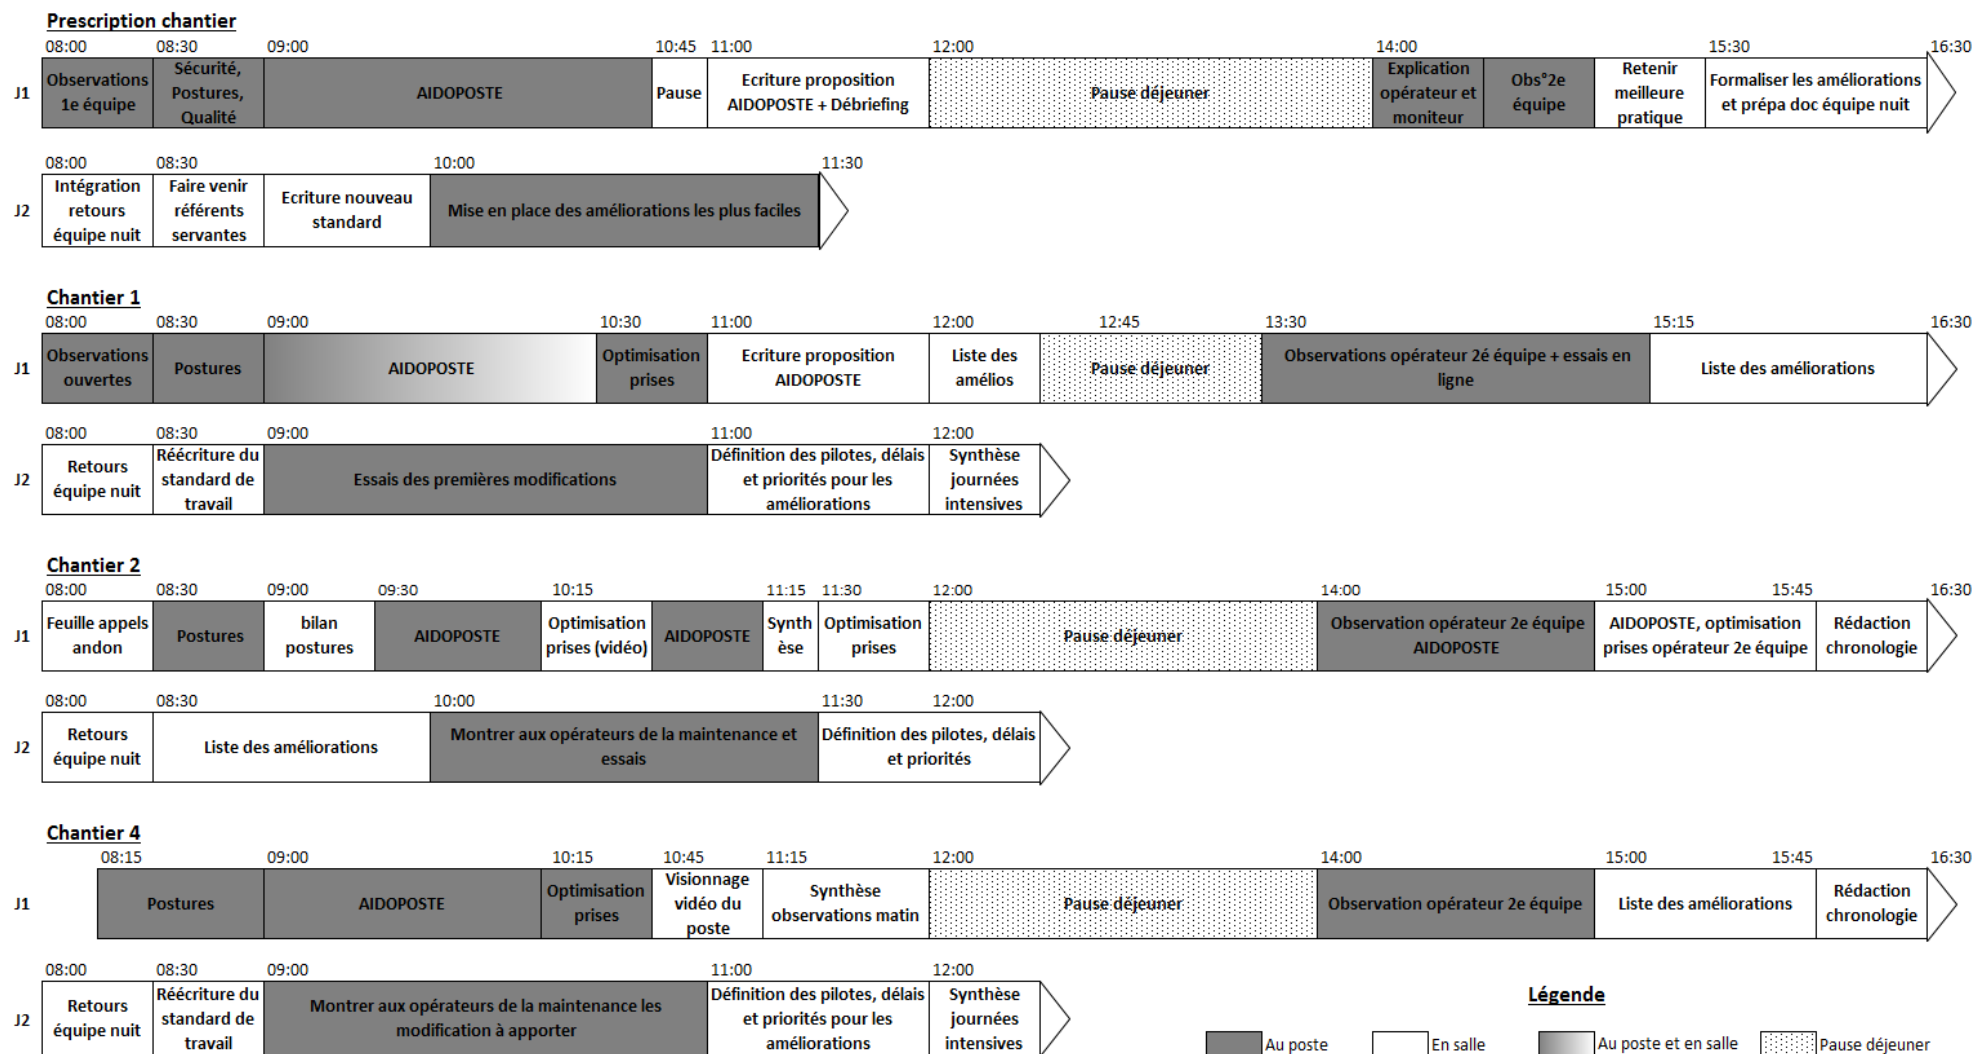 Prescription chantier
08:00 08:30 09:00 10:45 11:00 12:00 14:00 15:30 16:30
J1
Observations
1e équipe
Sécurité,
Postures,
Qualité
AIDOPOSTE
Pause
Ecriture proposition
AIDOPOSTE + Débriefing
Pause déjeuner
Explication
opérateur et
moniteur
Obs°2e
équipe
Retenir
meilleure
pratique
Formaliser les améliorations
et prépa doc équipe nuit
08:00 08:30 10:00 11:30
J2
Intégration
retours
équipe nuit
Faire venir
référents
servantes
Ecriture nouveau
standard
Mise en place des améliorations les plus faciles
Chantier 1
08:00 08:30 09:00 10:30 11:00 12:00 12:45 13:30 15:15 16:30
J1
Observations
ouvertes
Postures
AIDOPOSTE
Optimisation
prises
Ecriture proposition
AIDOPOSTE
Liste des
amélios
Pause déjeuner
Observations opérateur 2é équipe + essais en
ligne
Liste des améliorations
08:00 08:30 09:00 11:00 12:00
J2
Retours
équipe nuit
Réécriture du
standard de
travail
Essais des premières modifications
Définition des pilotes, délais
et priorités pour les
améliorations
Synthèse
journées
intensives
Chantier 2
08:00 08:30 09:00 09:30 10:15 11:15 11:30 12:00 14:00 15:00 15:45 16:30
J1
Feuille appels
andon
Postures
bilan
postures
AIDOPOSTE
Optimisation
prises (vidéo)
AIDOPOSTE
Synth
èse
Optimisation
prises
Pause déjeuner
Observation opérateur 2e équipe
AIDOPOSTE
AIDOPOSTE, optimisation
prises opérateur 2e équipe
Rédaction
chronologie
08:00 08:30 10:00 11:30 12:00
J2
Retours
équipe nuit
Liste des améliorations
Montrer aux opérateurs de la maintenance et
essais
Définition des pilotes, délais
et priorités
Chantier 4
08:15 09:00 10:15 10:45 11:15 12:00 14:00 15:00 15:45 16:30
J1
Postures
AIDOPOSTE
Optimisation
prises
Visionnage
vidéo du
poste
Synthèse
observations matin
Pause déjeuner
Observation opérateur 2e équipe
Liste des améliorations
Rédaction
chronologie
08:00 08:30 09:00 11:00 12:00
J2
Retours
équipe nuit
Réécriture du
standard de
travail
Montrer aux opérateurs de la maintenance les
modification à apporter
Définition des pilotes, délais
et priorités pour les
améliorations
Synthèse
journées
intensives
Légende
Au poste
En salle
Au poste et en salle
Pause déjeuner